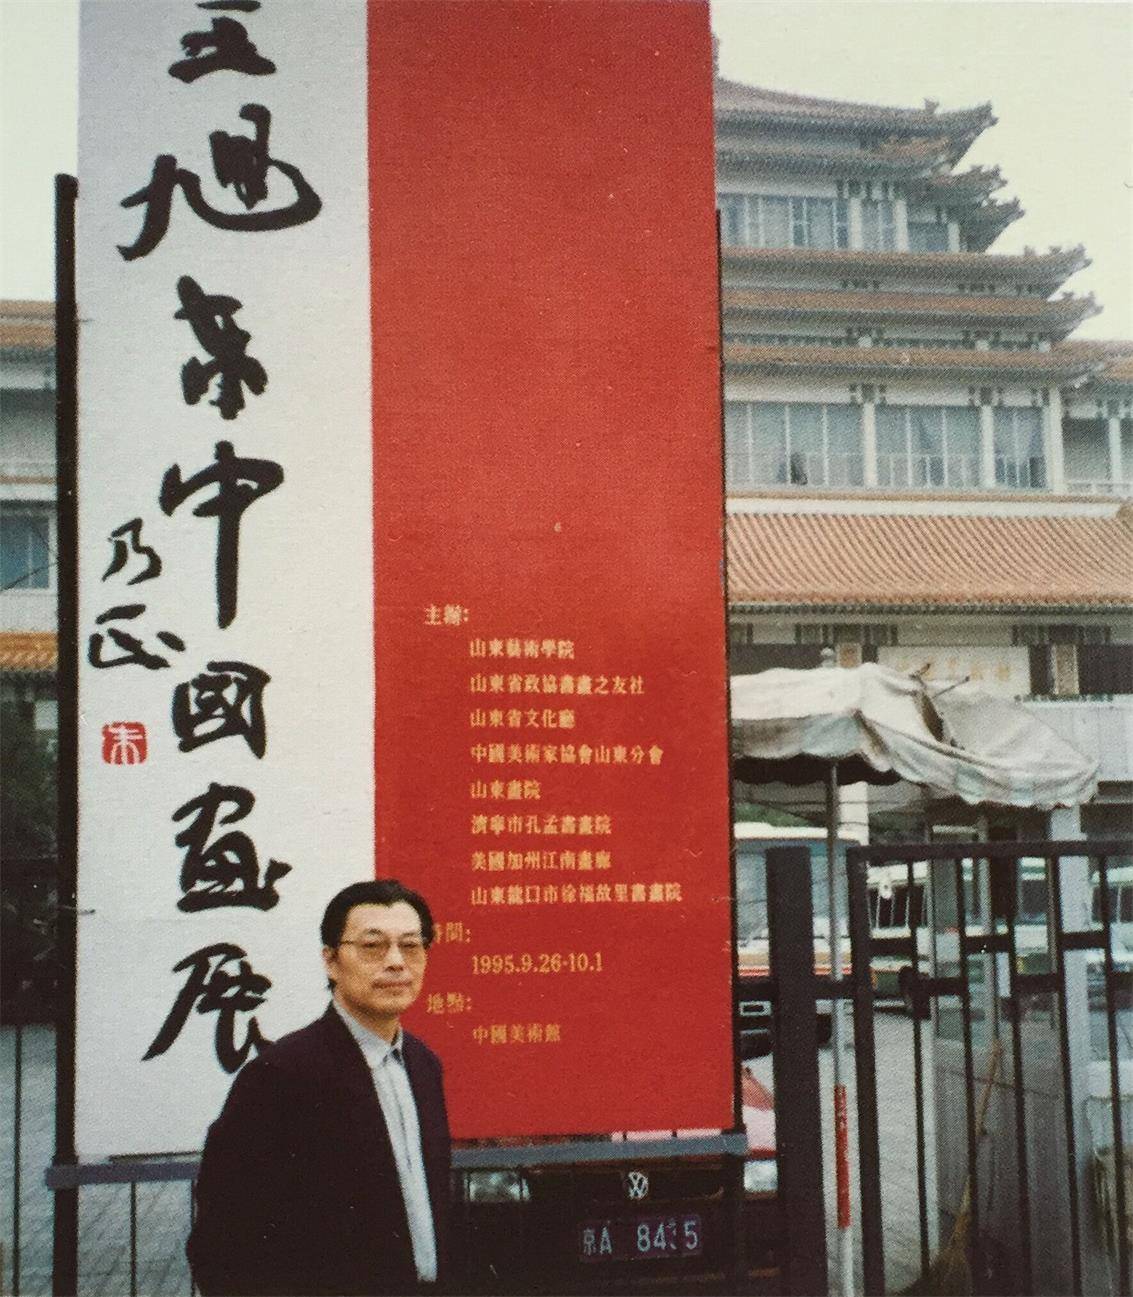 王旭東中國畫展
乃正
朱
主辦:
山東藝術學院
山東省政協書畫之友社
山東省文化廳
中國美術家協會山東分會
山東畫院
濟寧市孔孟書畫院
美國加州江南畫廊
山東龍口市徐福故里書畫院
時間:
1995.9.26-10.1
地點:
中國美術館
京A